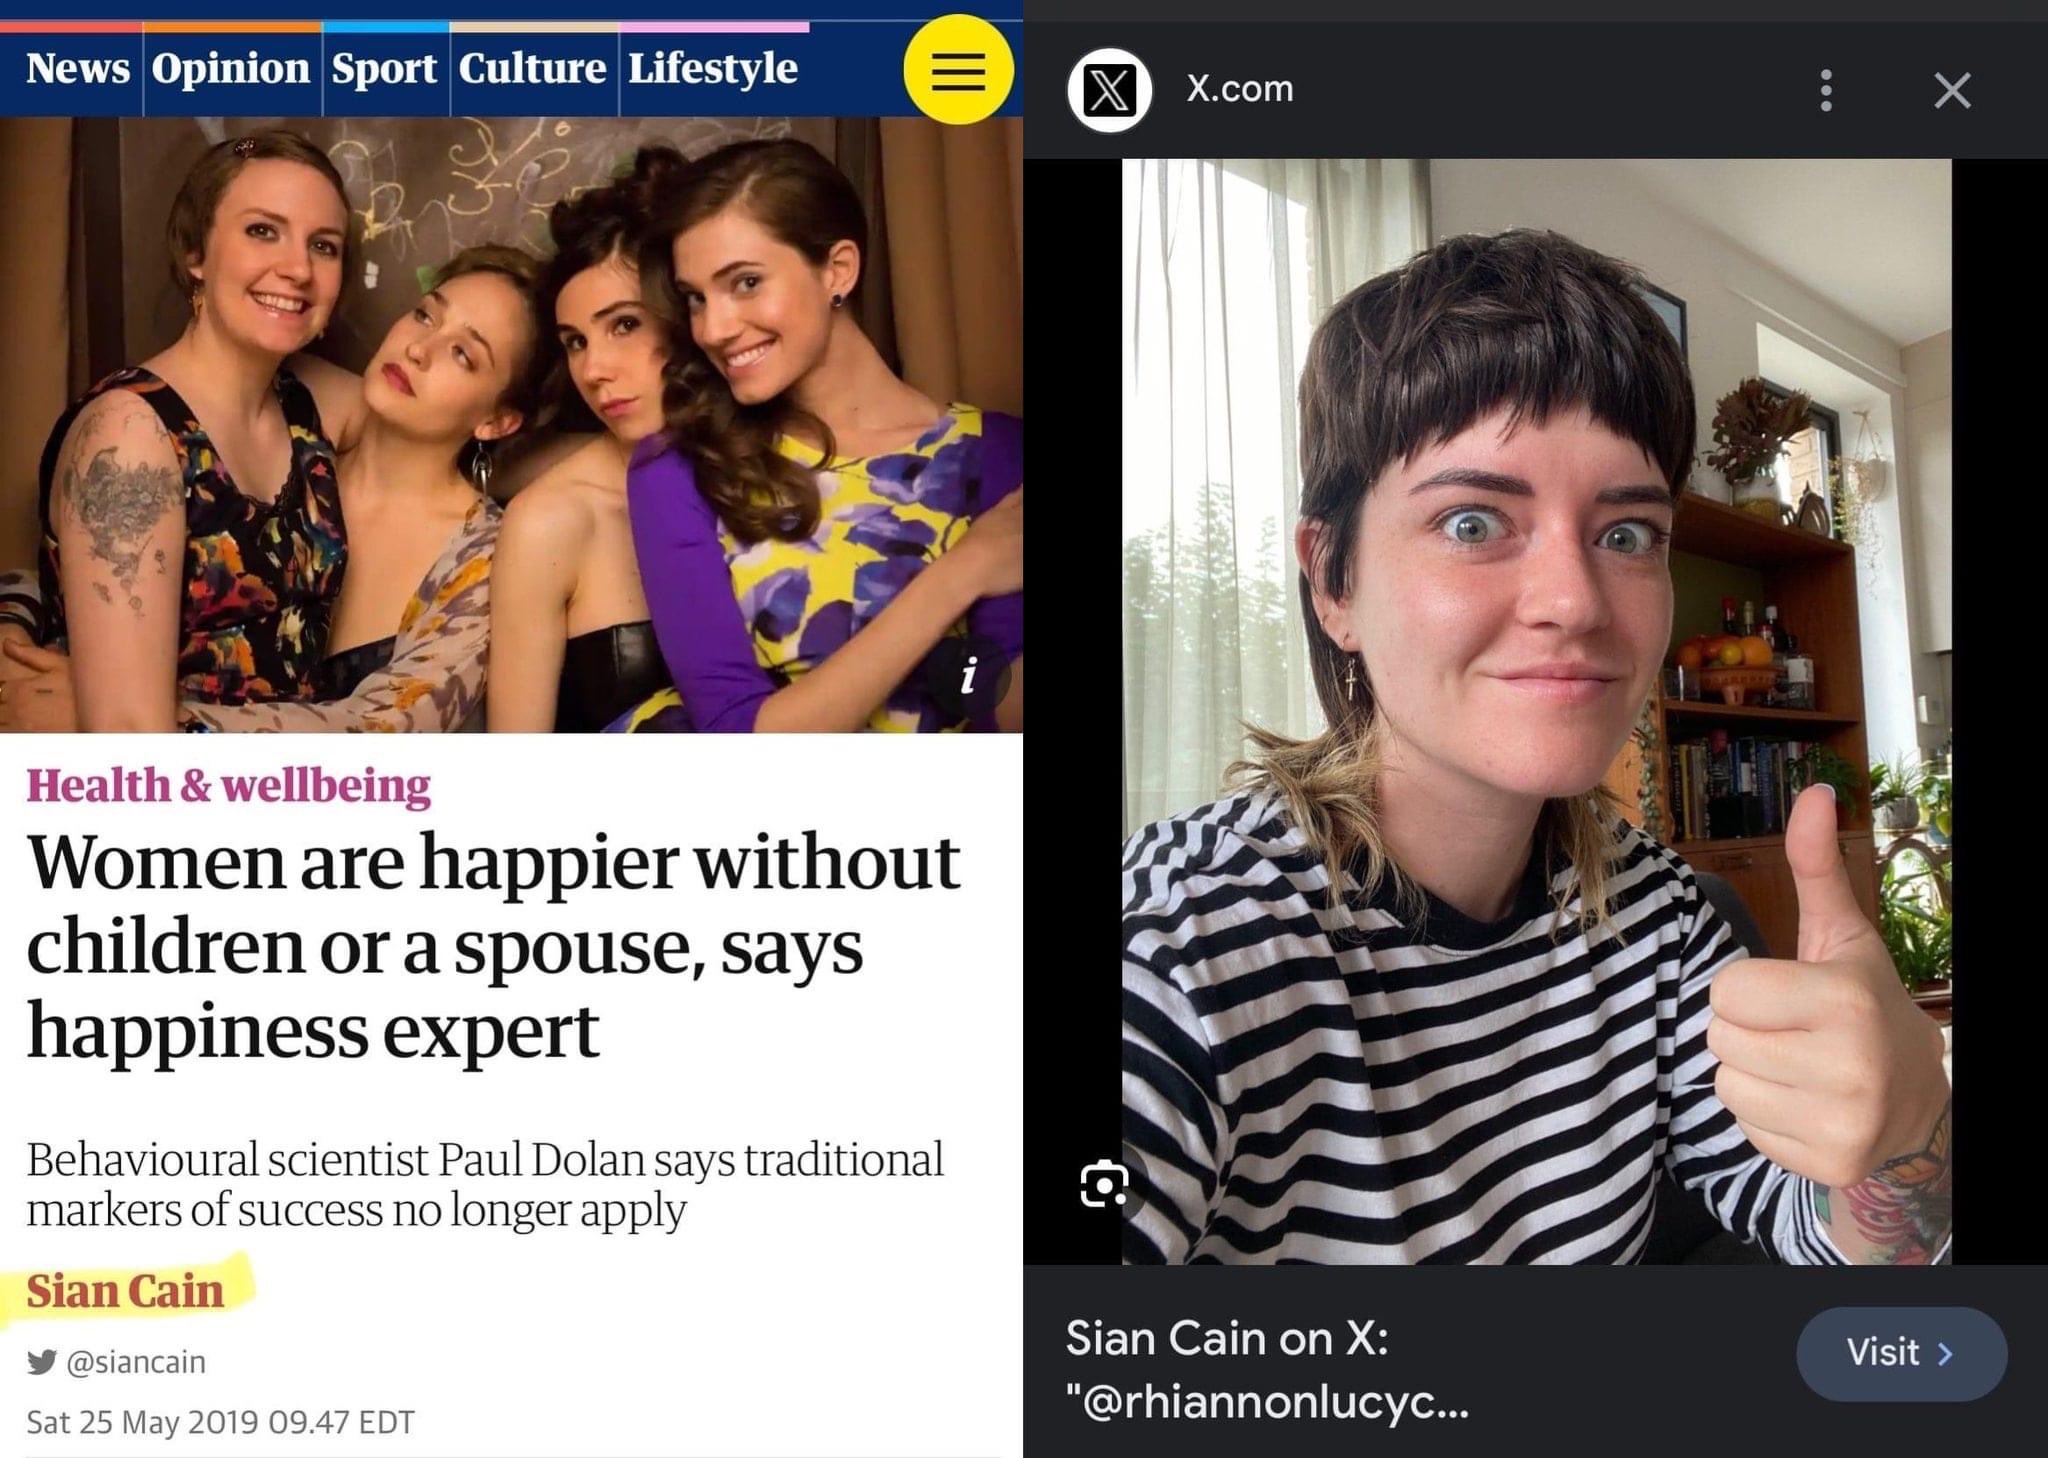 News Opinion Sport Culture Lifestyle
i
Health & wellbeing
Women are happier without
children or a spouse, says
happiness expert
Behavioural scientist Paul Dolan says traditional
markers of success no longer apply
Sian Cain
@siancain
Sat 25 May 2019 09.47 EDT
X X.com
Sian Cain on X:
"@rhiannonlucyc...
Visit >